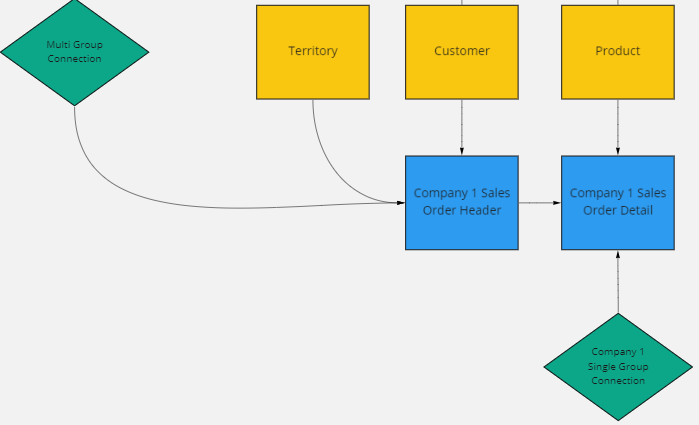 Multi Group
Connection
Territory
Customer
Product
Company 1 Sales
Order Header
Company 1 Sales
Order Detail
Company 1
Single Group
Connection